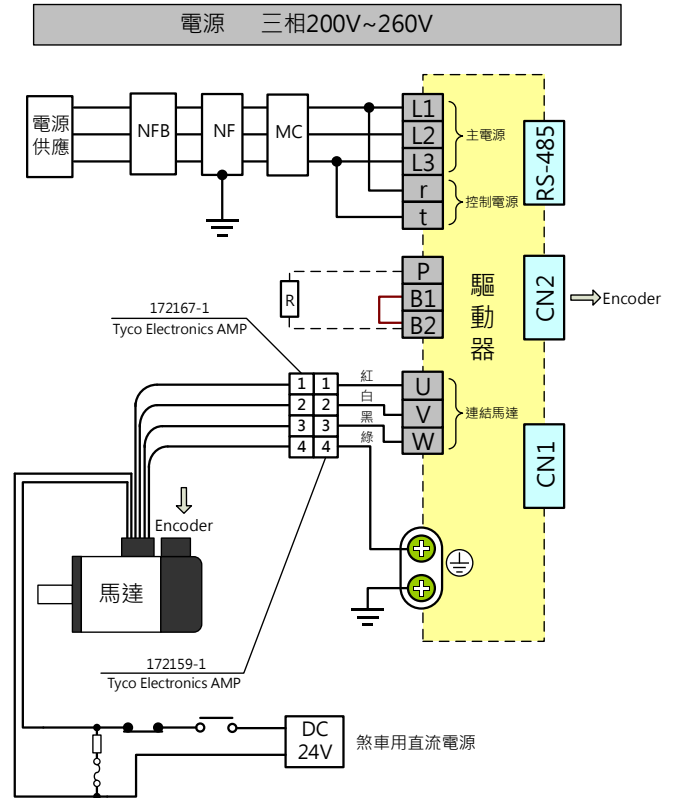 電源 三相200V~260V
電源
供應
NFB
NF
MC
L1
L2
L3
r
t
主電源
控制電源
RS-485
P
B1
B2
R
驅
動
器
CN2
Encoder
172167-1
Tyco Electronics AMP
1 1
2 2
3 3
4 4
紅
白
黑
綠
U
V
W
連結馬達
CN1
Encoder
馬達
172159-1
Tyco Electronics AMP
DC
24V
煞車用直流電源